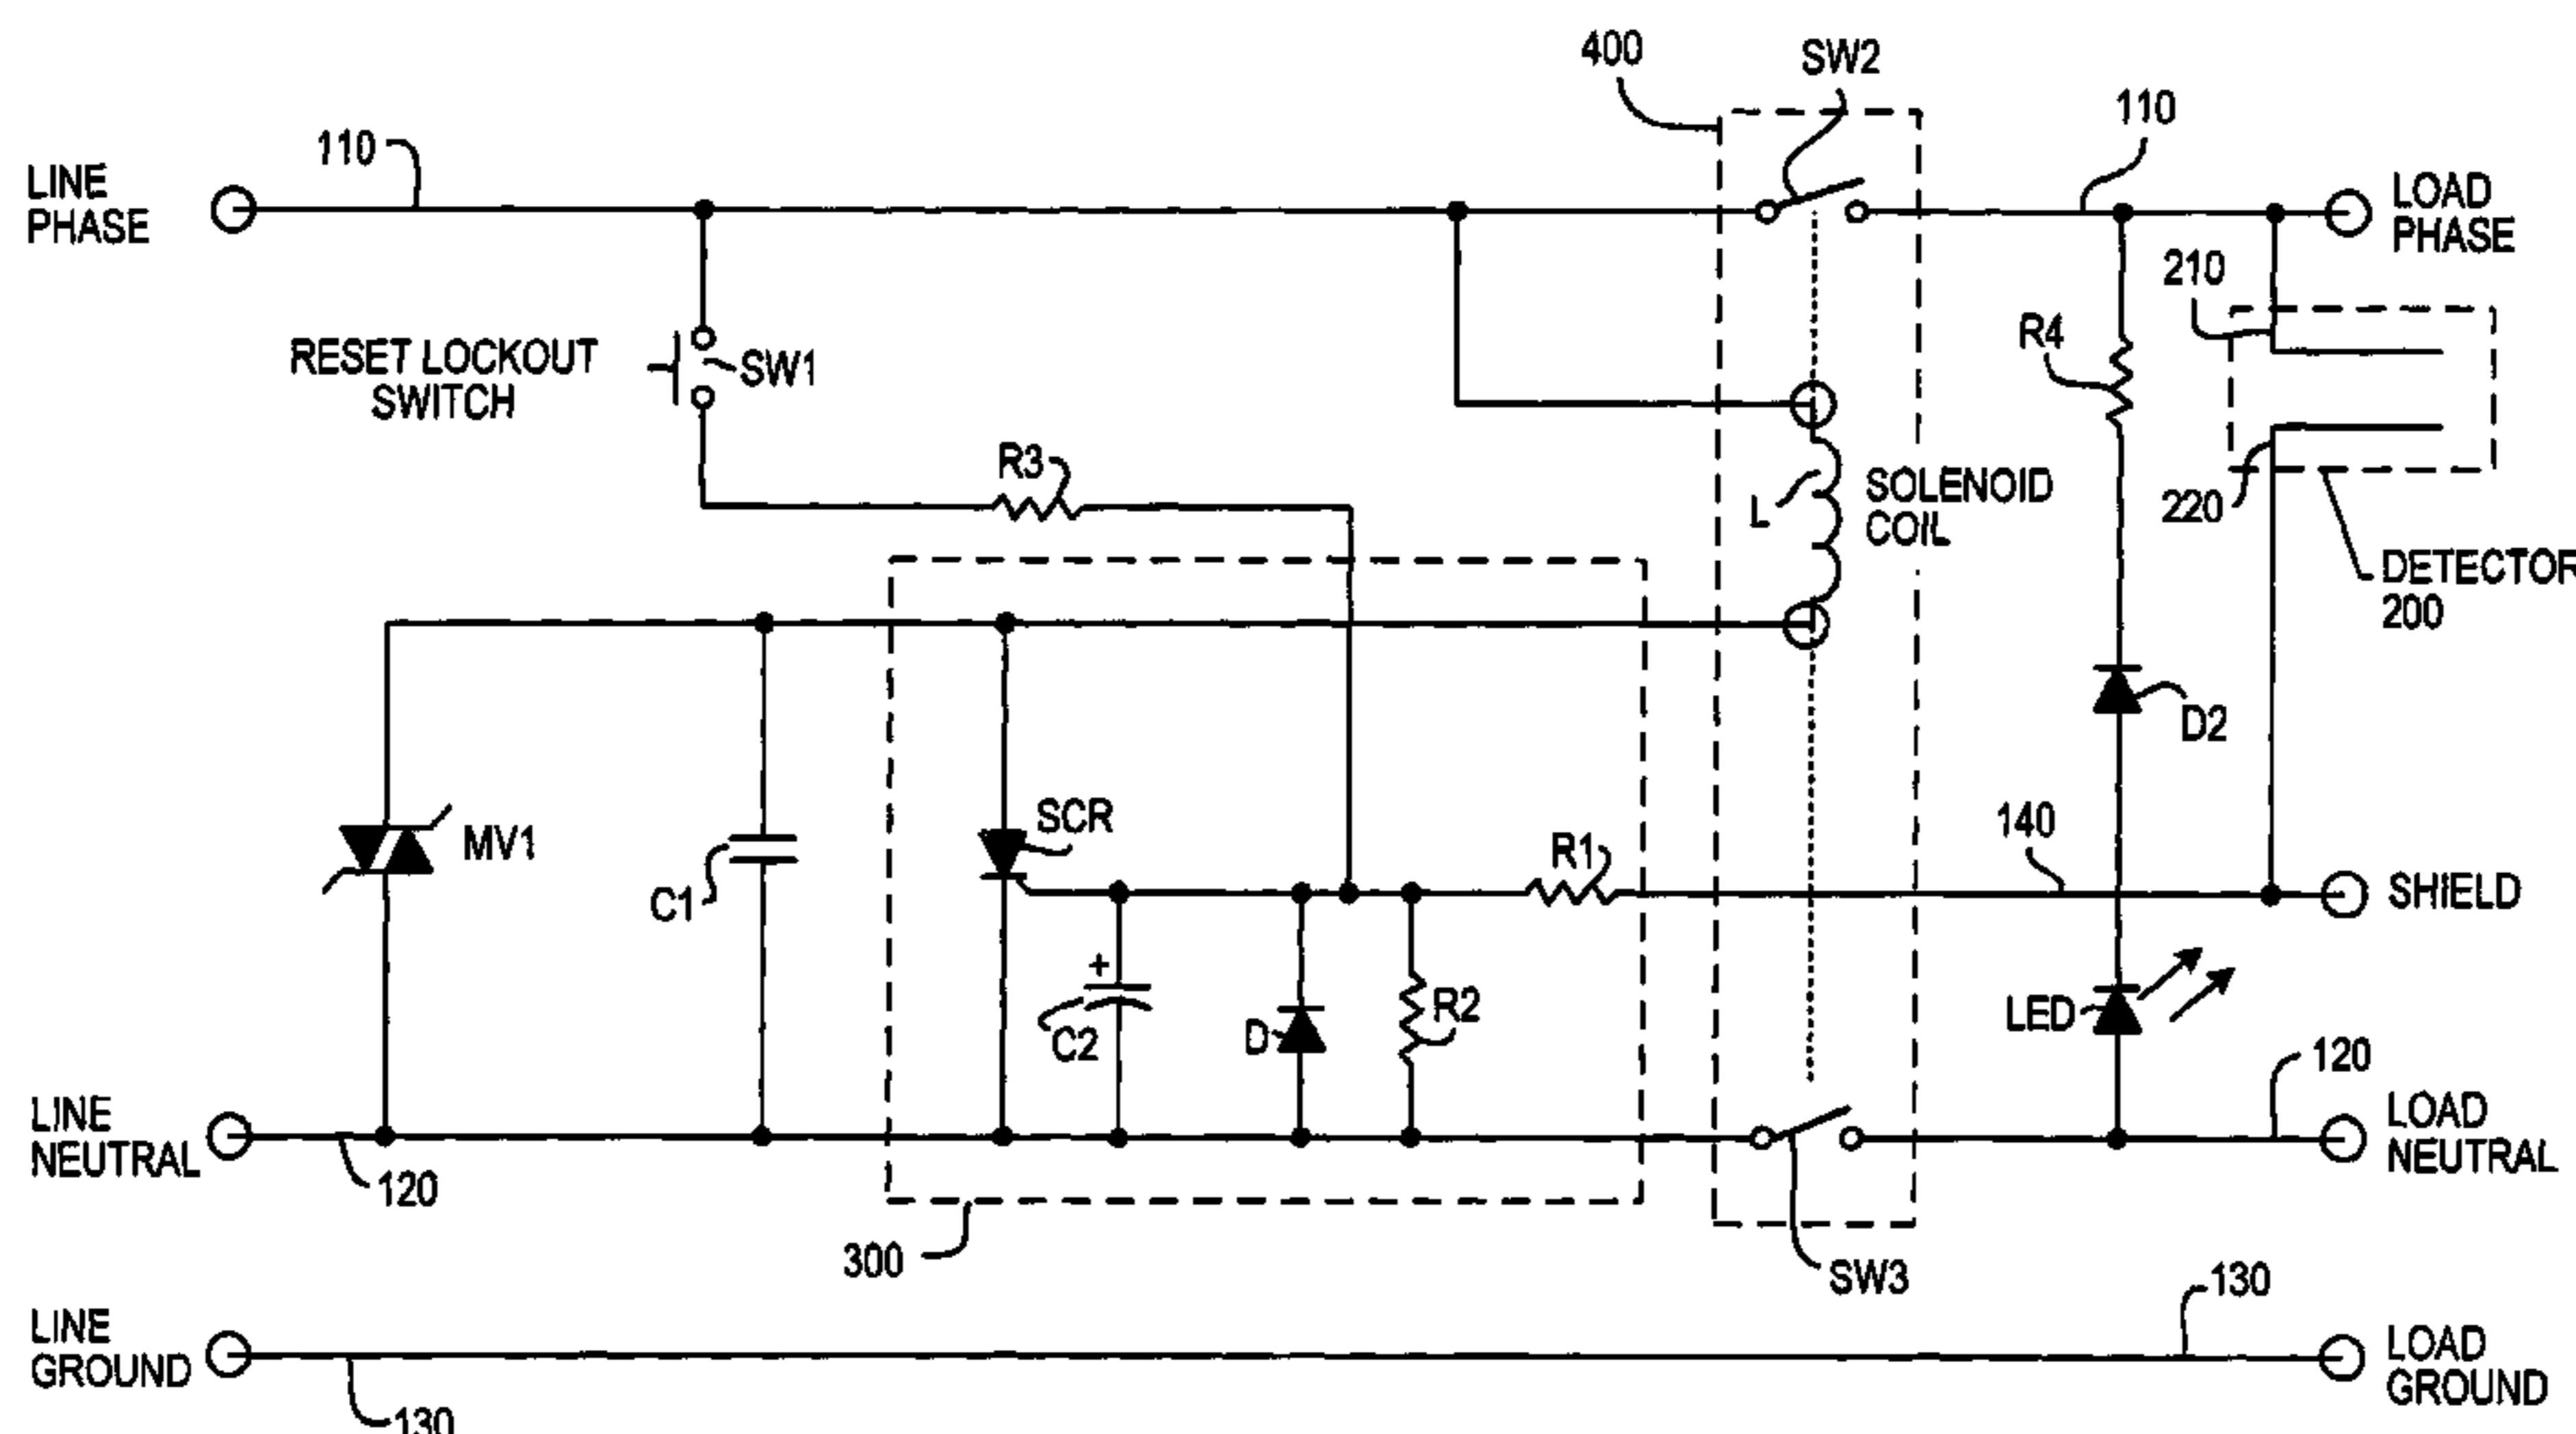 400
SW2
110
110
LINE
PHASE
LOAD
PHASE
210
RESET LOCKOUT
SWITCH
SW1
R4
R3
L
SOLENOID
COIL
220
DETECTOR
200
D2
SCR
MV1
C1
R1
140
SHIELD
+
C2
D
R2
LED
120
LINE
NEUTRAL
120
LOAD
NEUTRAL
300
SW3
130
LINE
GROUND
LOAD
GROUND
130